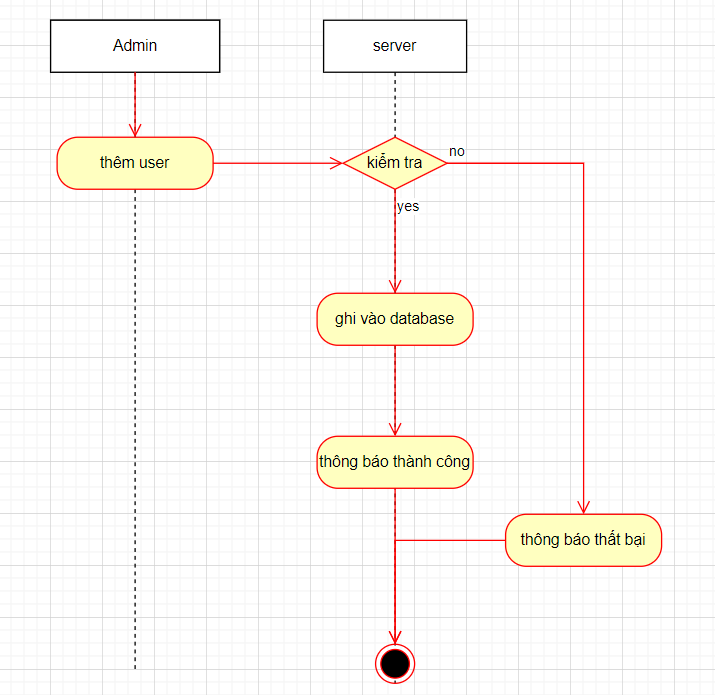 Admin
server
thêm user
kiểm tra
no
yes
ghi vào database
thông báo thành công
thông báo thất bại